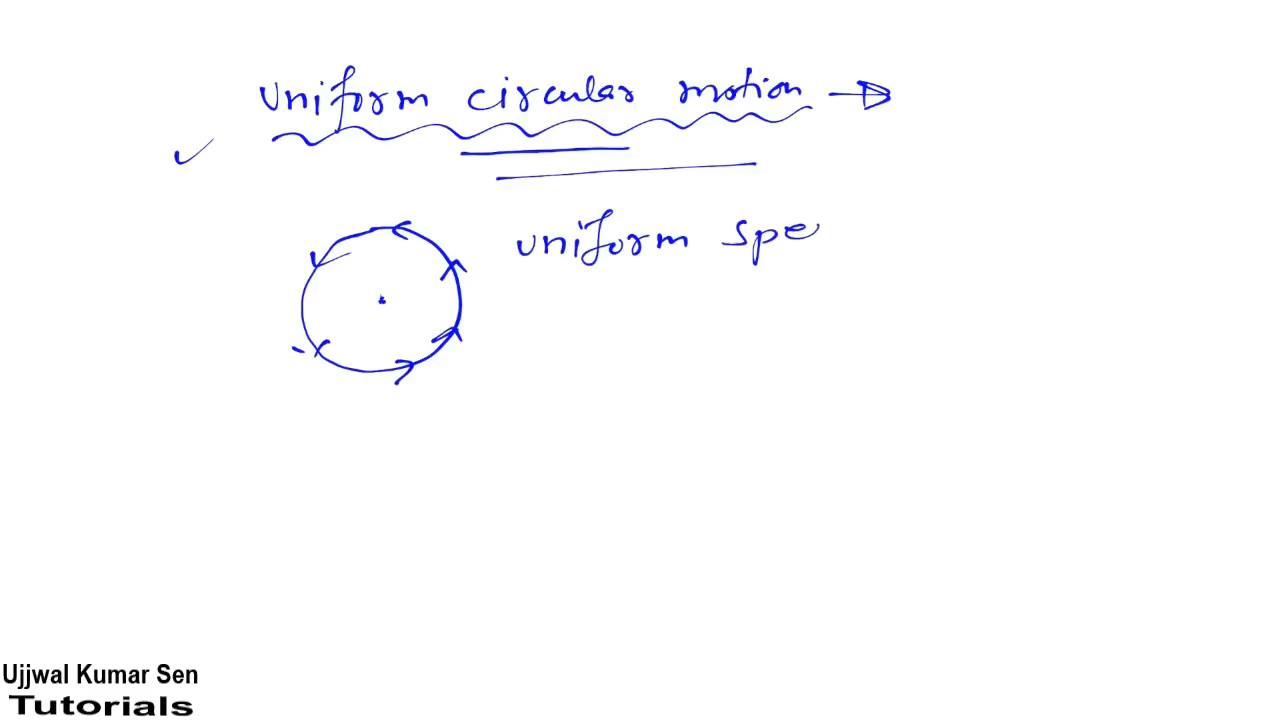 uniform circular motion →
uniform spe
Ujjwal Kumar Sen
Tutorials